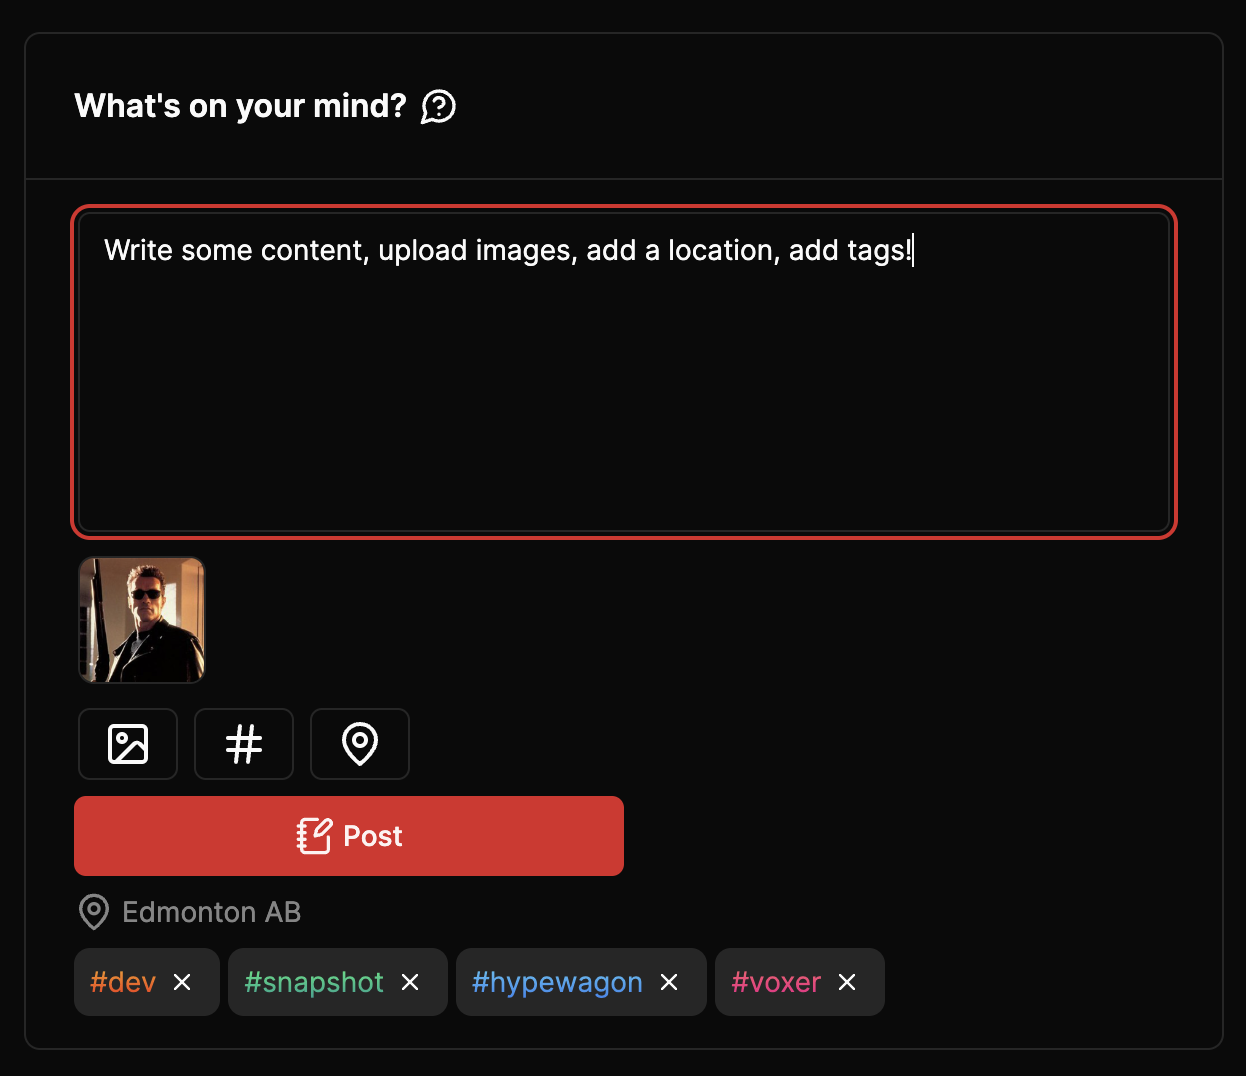 What's on your mind?
Write some content, upload images, add a location, add tags!
Post
Edmonton AB
#dev #snapshot #hypewagon #voxer